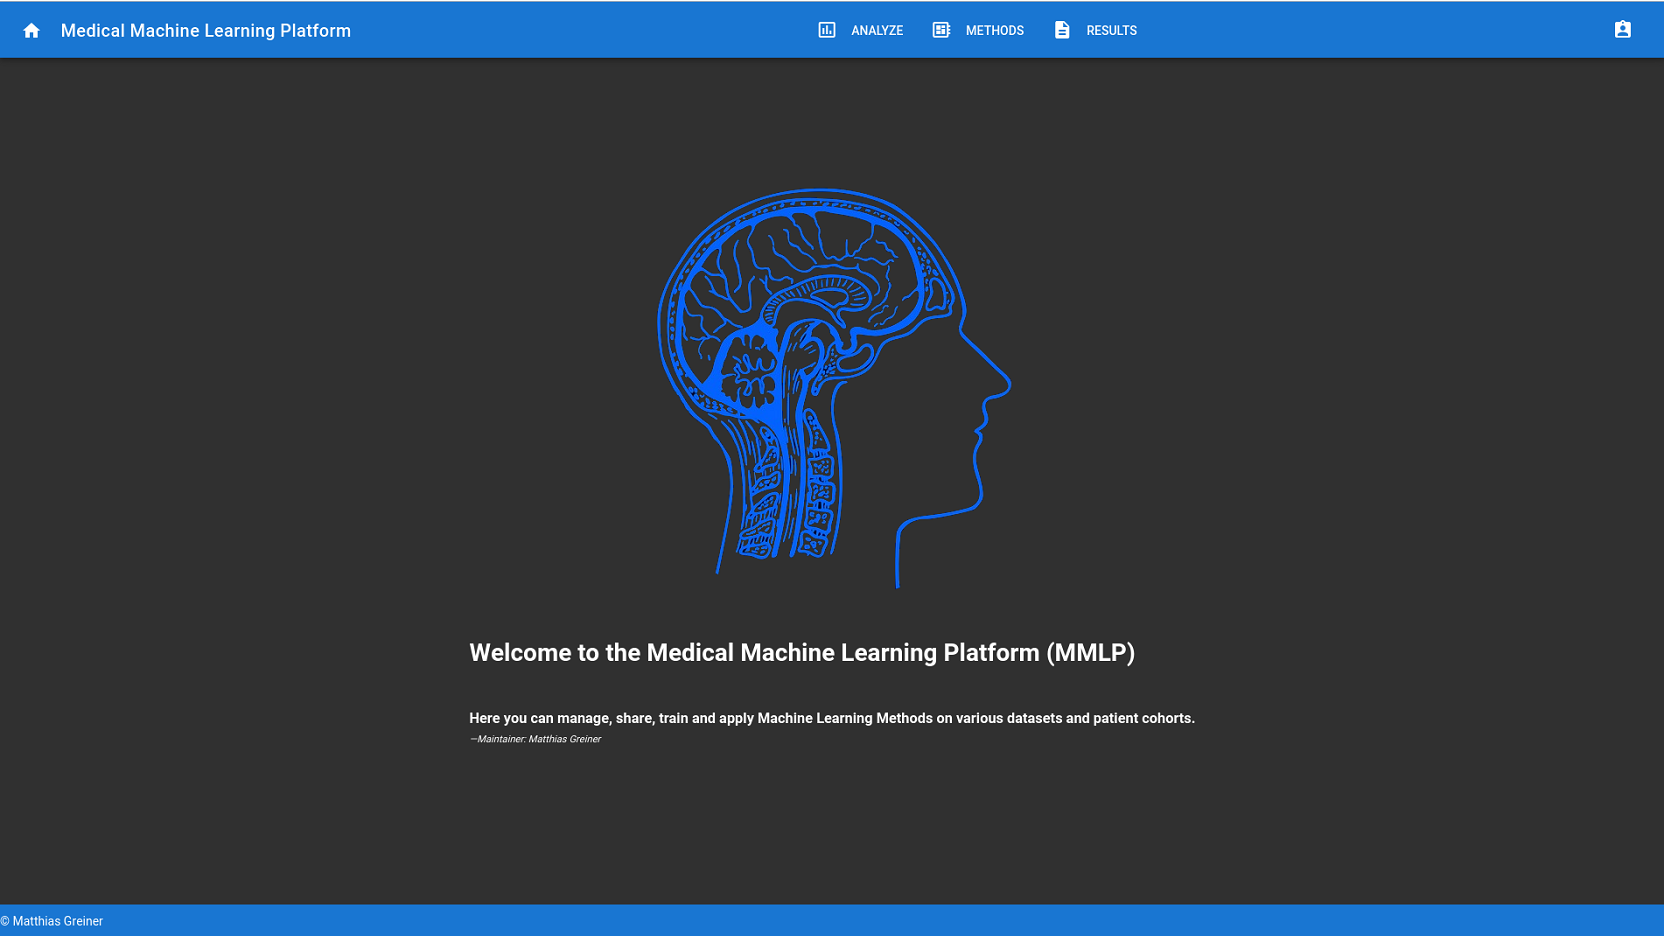 Medical Machine Learning Platform
ANALYZE
METHODS
RESULTS
Welcome to the Medical Machine Learning Platform (MMLP)
Here you can manage, share, train and apply Machine Learning Methods on various datasets and patient cohorts.
—Maintainer: Matthias Greiner
© Matthias Greiner